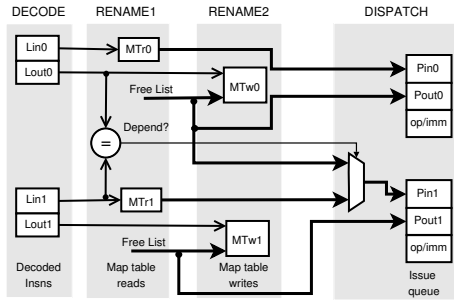 DECODE RENAME1 RENAME2 DISPATCH
Lin0
Lout0
MTr0
Free List
MTw0
Pin0
Pout0
op/imm
Depend?
=
Lin1
Lout1
MTr1
Free List
MTw1
Pin1
Pout1
op/imm
Decoded
Insns
Map table
reads
Map table
writes
Issue
queue